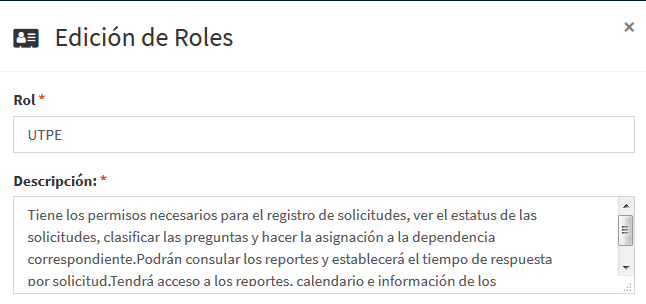 Edición de Roles
×
Rol *
UTPE
Descripción: *
Tiene los permisos necesarios para el registro de solicitudes, ver el estatus de las
solicitudes, clasificar las preguntas y hacer la asignación a la dependencia
correspondiente.Podrán consular los reportes y establecerá el tiempo de respuesta
por solicitud.Tendrá acceso a los reportes, calendario e información de los